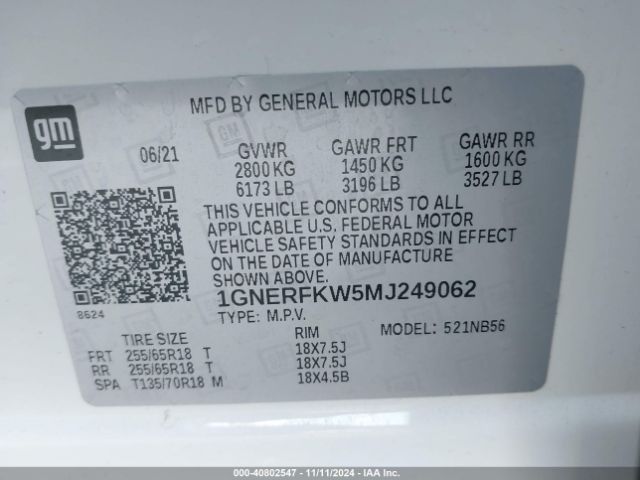 MFD BY GENERAL MOTORS LLC
gm
06/21 GVWR GAWR FRT GAWR RR
2800 KG 1450 KG 1600 KG
6173 LB 3196 LB 3527 LB
THIS VEHICLE CONFORMS TO ALL
APPLICABLE U.S. FEDERAL MOTOR
VEHICLE SAFETY STANDARDS IN EFFECT
ON THE DATE OF MANUFACTURE
SHOWN ABOVE.
1GNERFKW5MJ249062
8624
TYPE: M.P.V.
MODEL: 521NB56
TIRE SIZE RIM
FRT 255/65R18 T 18X7.5J
RR 255/65R18 T 18X7.5J
SPA T135/70R18 M 18X4.5B
000-40802547 - 11/11/2024 - IAA Inc.